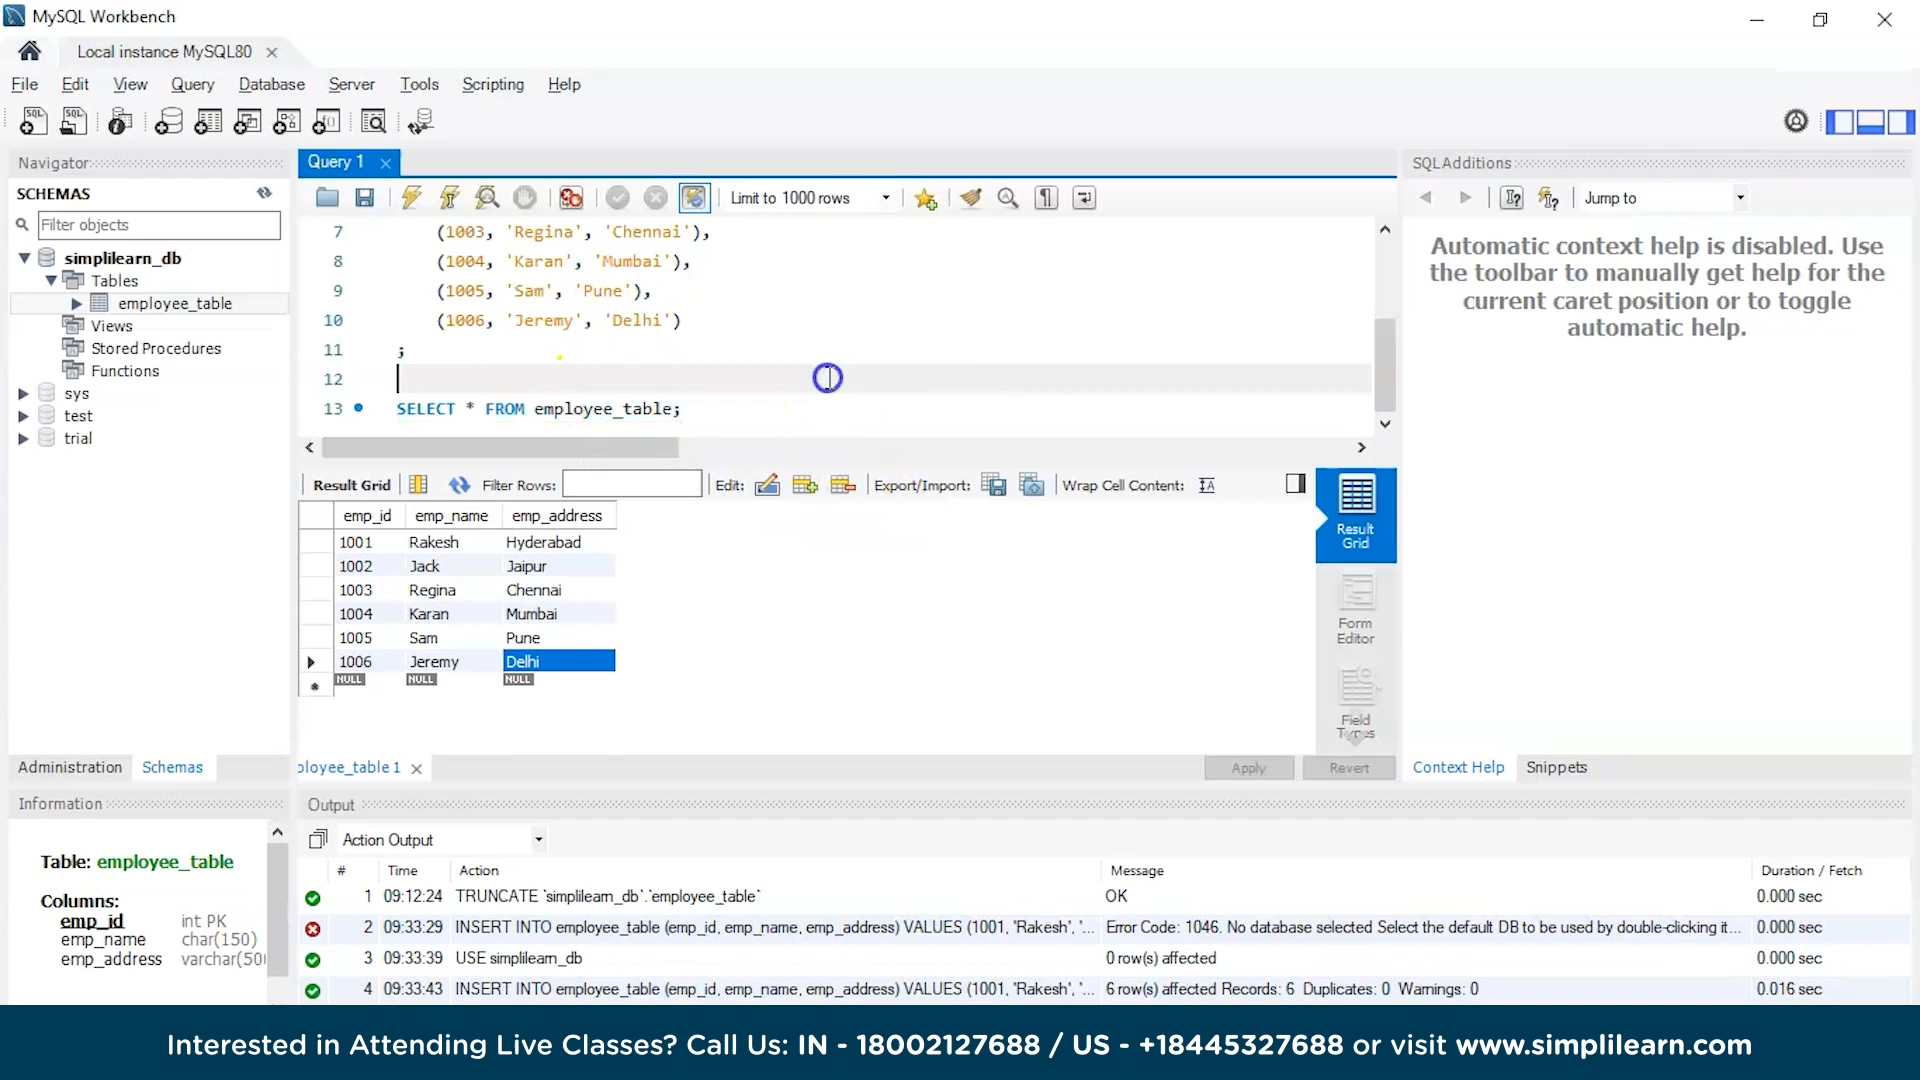 MySQL Workbench
Local instance MySQL80
File Edit View Query Database Server Tools Scripting Help
Navigator
SCHEMAS
Filter objects
simplilearn_db
Tables
employee_table
Views
Stored Procedures
Functions
sys
test
trial
Administration Schemas
Information
Table: employee_table
Columns:
emp_id int PK
emp_name char(150)
emp_address varchar(50
Query 1
Limit to 1000 rows
7 (1003, 'Regina', 'Chennai'),
8 (1004, 'Karan', 'Mumbai'),
9 (1005, 'Sam', 'Pune'),
10 (1006, 'Jeremy', 'Delhi')
11 ;
12
13 SELECT * FROM employee_table;
Result Grid Filter Rows: Edit: Export/Import: Wrap Cell Content:
emp_id emp_name emp_address
1001 Rakesh Hyderabad
1002 Jack Jaipur
1003 Regina Chennai
1004 Karan Mumbai
1005 Sam Pune
1006 Jeremy Delhi
NULL NULL NULL
Result
Grid
Form
Editor
Field
Types
ployee_table 1
Apply Revert
SQLAdditions
Jump to
Automatic context help is disabled. Use
the toolbar to manually get help for the
current caret position or to toggle
automatic help.
Context Help Snippets
Output
Action Output
# Time Action Message Duration / Fetch
1 09:12:24 TRUNCATE `simplilearn_db`.`employee_table` OK 0.000 sec
2 09:33:29 INSERT INTO employee_table (emp_id, emp_name, emp_address) VALUES (1001, 'Rakesh', '... Error Code: 1046. No database selected Select the default DB to be used by double-clicking it... 0.000 sec
3 09:33:39 USE simplilearn_db 0 row(s) affected 0.000 sec
4 09:33:43 INSERT INTO employee_table (emp_id, emp_name, emp_address) VALUES (1001, 'Rakesh', '... 6 row(s) affected Records: 6 Duplicates: 0 Warnings: 0 0.016 sec
Interested in Attending Live Classes? Call Us: IN - 18002127688 / US - +18445327688 or visit www.simplilearn.com